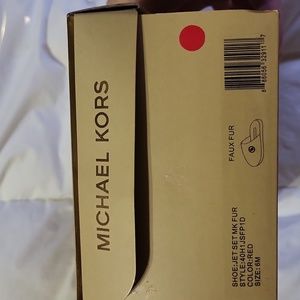 MICHAEL KORS
FAUX FUR
SHOE:JET SET MK FUR
STYLE:40H1JSFP1D
COLOR:RED
SIZE: 6M